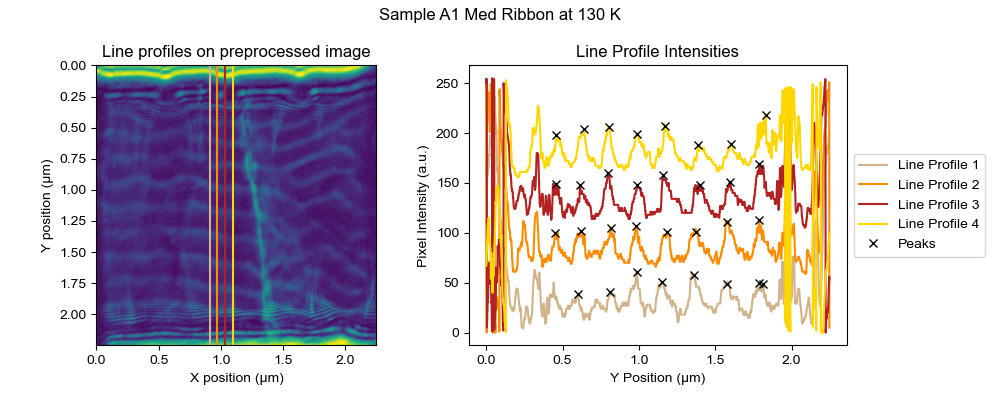 Sample A1 Med Ribbon at 130 K
Line profiles on preprocessed image
0.00
0.25
0.50
0.75
1.00
1.25
1.50
1.75
2.00
Y position (μm)
0.0 0.5 1.0 1.5 2.0
X position (μm)
Line Profile Intensities
250
200
150
100
50
0
Pixel Intensity (a.u.)
0.0 0.5 1.0 1.5 2.0
Y Position (μm)
Line Profile 1
Line Profile 2
Line Profile 3
Line Profile 4
Peaks